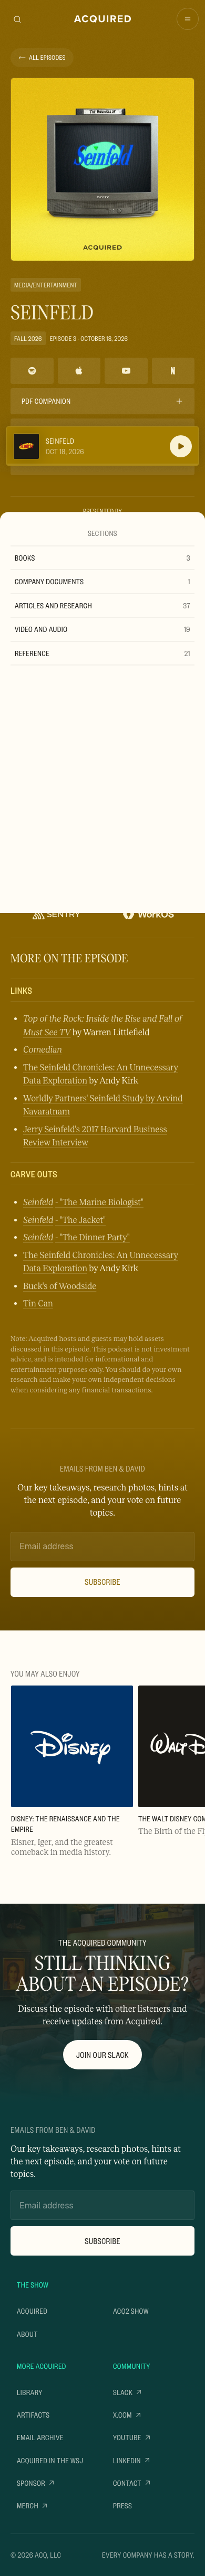 ACQUIRED
← ALL EPISODES
Seinfeld
SONY
ACQUIRED
MEDIA/ENTERTAINMENT
SEINFELD
FALL 2026
EPISODE 3 · OCTOBER 18, 2026
PDF COMPANION +
SEINFELD
OCT 18, 2026
PRESENTED BY
SECTIONS
BOOKS 3
COMPANY DOCUMENTS 1
ARTICLES AND RESEARCH 37
VIDEO AND AUDIO 19
REFERENCE 21
SENTRY
WorkOS
MORE ON THE EPISODE
LINKS
Top of the Rock: Inside the Rise and Fall of
Must See TV by Warren Littlefield
Comedian
The Seinfeld Chronicles: An Unnecessary
Data Exploration by Andy Kirk
Worldly Partners' Seinfeld Study by Arvind
Navaratnam
Jerry Seinfeld's 2017 Harvard Business
Review Interview
CARVE OUTS
Seinfeld - "The Marine Biologist"
Seinfeld - "The Jacket"
Seinfeld - "The Dinner Party"
The Seinfeld Chronicles: An Unnecessary
Data Exploration by Andy Kirk
Buck's of Woodside
Tin Can
Note: Acquired hosts and guests may hold assets
discussed in this episode. This podcast is not investment
advice, and is intended for informational and
entertainment purposes only. You should do your own
research and make your own independent decisions
when considering any financial transactions.
EMAILS FROM BEN & DAVID
Our key takeaways, research photos, hints at
the next episode, and your vote on future
topics.
Email address
SUBSCRIBE
YOU MAY ALSO ENJOY
Disney
DISNEY: THE RENAISSANCE AND THE
EMPIRE
Eisner, Iger, and the greatest
comeback in media history.
THE WALT DISNEY COM
The Birth of the Fl
THE ACQUIRED COMMUNITY
STILL THINKING
ABOUT AN EPISODE?
Discuss the episode with other listeners and
receive updates from Acquired.
JOIN OUR SLACK
EMAILS FROM BEN & DAVID
Our key takeaways, research photos, hints at
the next episode, and your vote on future
topics.
Email address
SUBSCRIBE
THE SHOW
ACQUIRED
ACQ2 SHOW
ABOUT
MORE ACQUIRED
COMMUNITY
LIBRARY
SLACK ↗
ARTIFACTS
X.COM ↗
EMAIL ARCHIVE
YOUTUBE ↗
ACQUIRED IN THE WSJ
LINKEDIN ↗
SPONSOR ↗
CONTACT ↗
MERCH ↗
PRESS
© 2026 ACQ, LLC
EVERY COMPANY HAS A STORY.